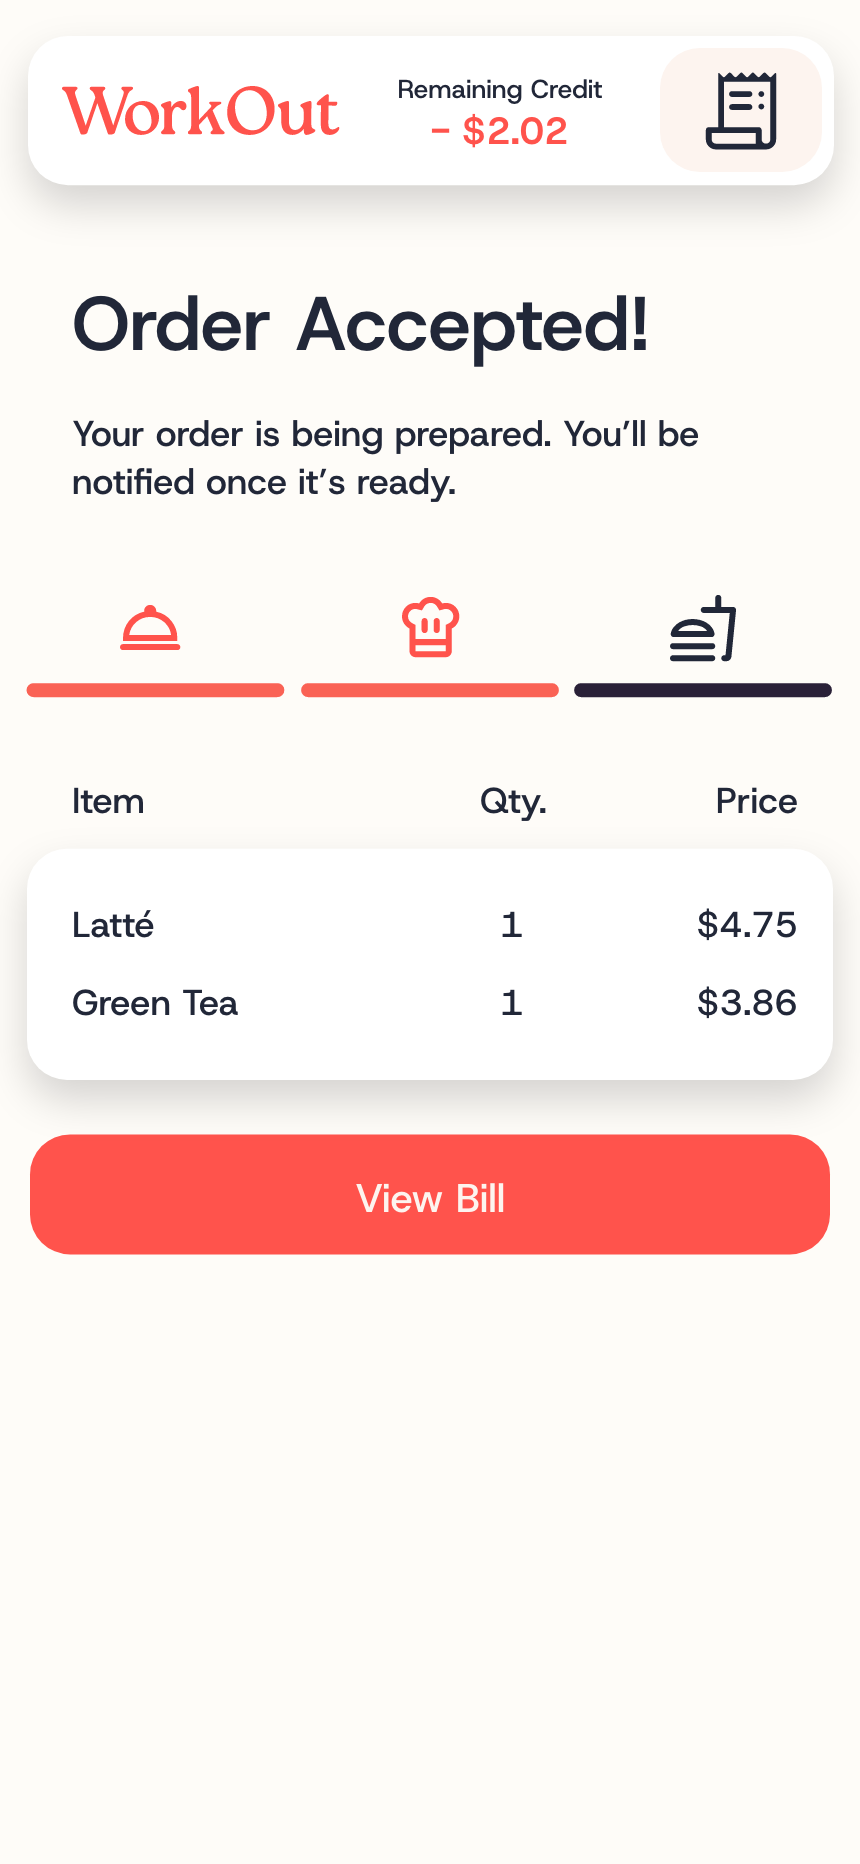 WorkOut
Remaining Credit
– $2.02
Order Accepted!
Your order is being prepared. You’ll be
notified once it’s ready.
Item Qty. Price
Latté 1 $4.75
Green Tea 1 $3.86
View Bill